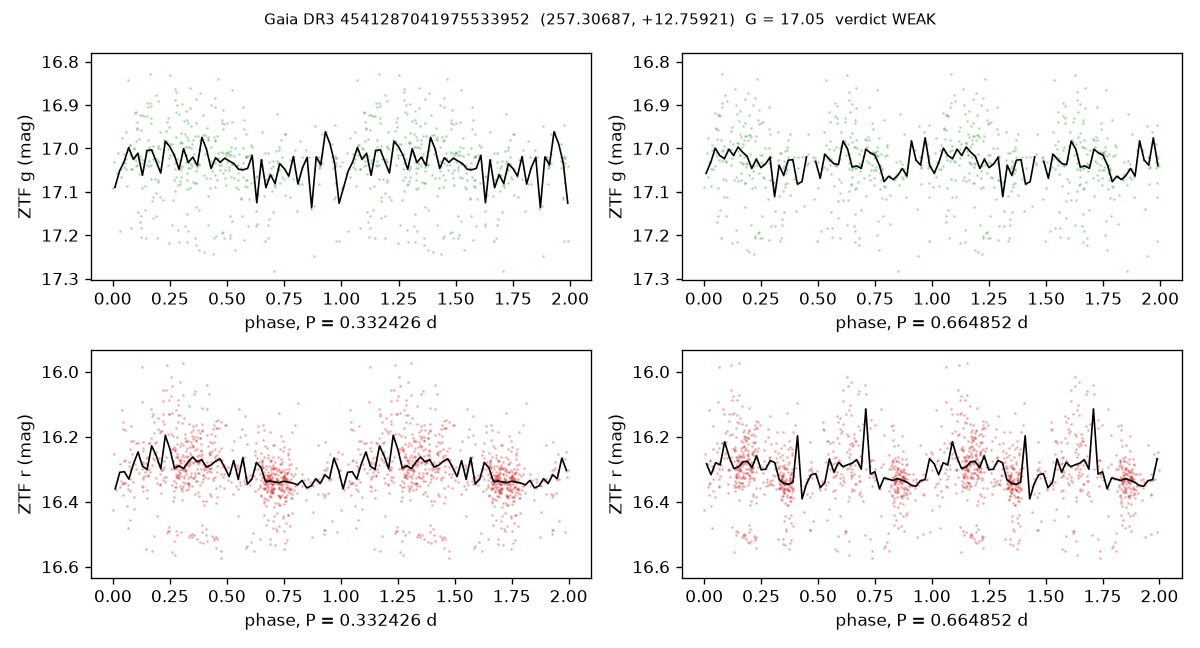 Gaia DR3 4541287041975533952 (257.30687, +12.75921) G = 17.05 verdict WEAK
ZTF g (mag)
16.8
16.9
17.0
17.1
17.2
17.3
0.00 0.25 0.50 0.75 1.00 1.25 1.50 1.75 2.00
phase, P = 0.332426 d
ZTF g (mag)
16.8
16.9
17.0
17.1
17.2
17.3
0.00 0.25 0.50 0.75 1.00 1.25 1.50 1.75 2.00
phase, P = 0.664852 d
ZTF r (mag)
16.0
16.2
16.4
16.6
0.00 0.25 0.50 0.75 1.00 1.25 1.50 1.75 2.00
phase, P = 0.332426 d
ZTF r (mag)
16.0
16.2
16.4
16.6
0.00 0.25 0.50 0.75 1.00 1.25 1.50 1.75 2.00
phase, P = 0.664852 d